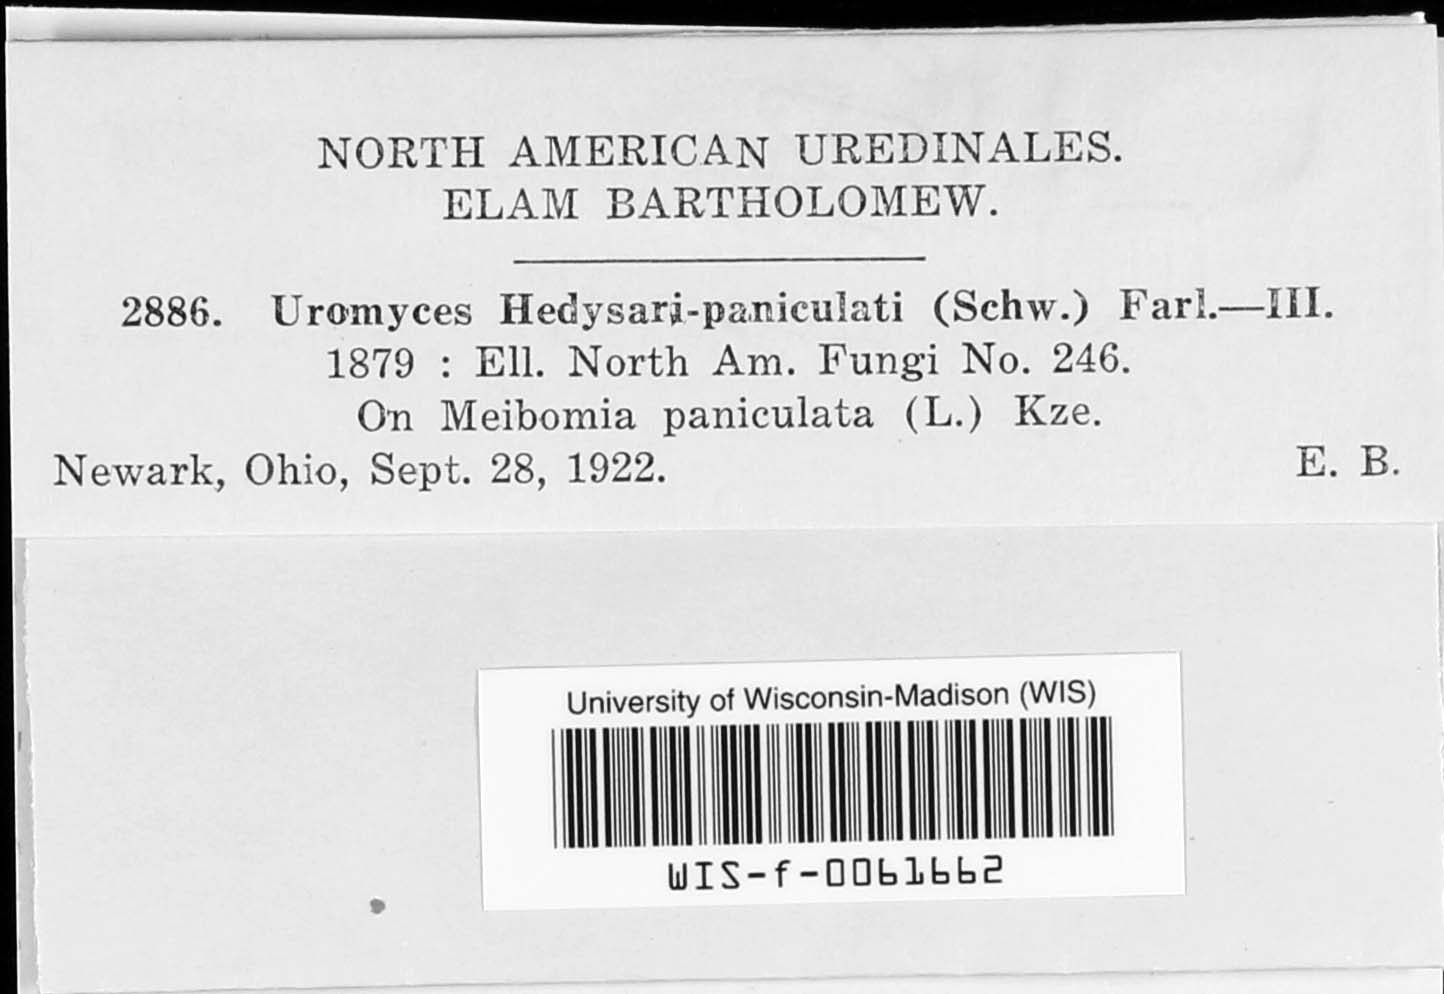 NORTH AMERICAN UREDINALES.
ELAM BARTHOLOMEW.
2886. Uromyces Hedysari-paniculati (Schw.) Farl.—III.
1879 : Ell. North Am. Fungi No. 246.
On Meibomia paniculata (L.) Kze.
Newark, Ohio, Sept. 28, 1922. E. B.
University of Wisconsin-Madison (WIS)
WIS-f-0061662